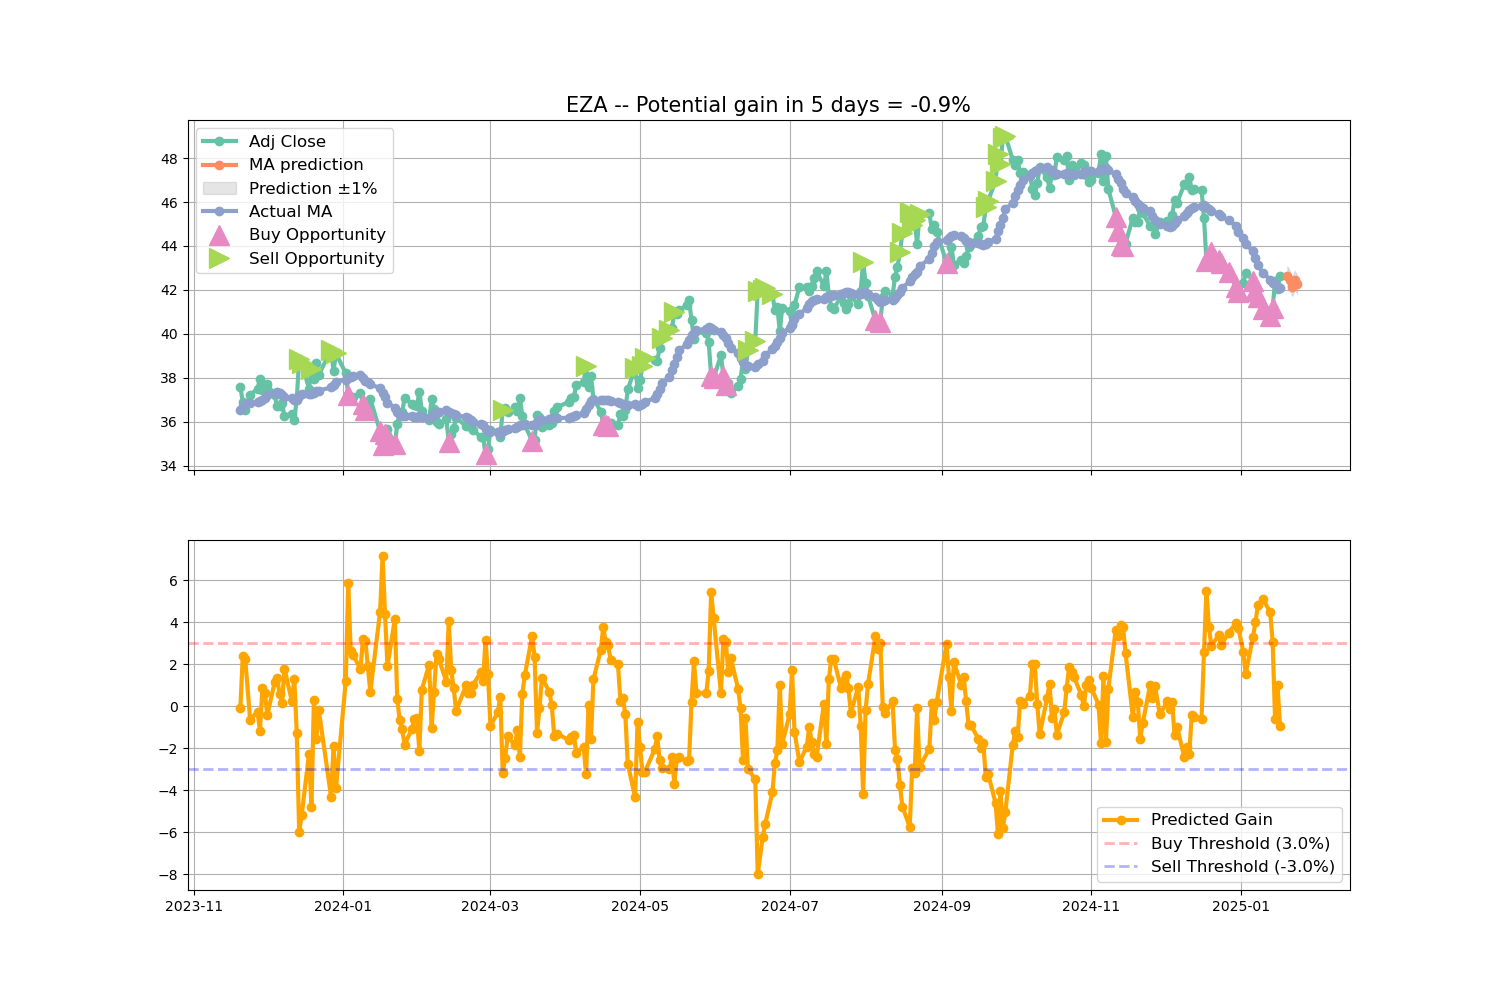 EZA -- Potential gain in 5 days = -0.9%
Adj Close
MA prediction
Prediction ±1%
Actual MA
Buy Opportunity
Sell Opportunity
48
46
44
42
40
38
36
34
6
4
2
0
−2
−4
−6
−8
Predicted Gain
Buy Threshold (3.0%)
Sell Threshold (-3.0%)
2023-11 2024-01 2024-03 2024-05 2024-07 2024-09 2024-11 2025-01